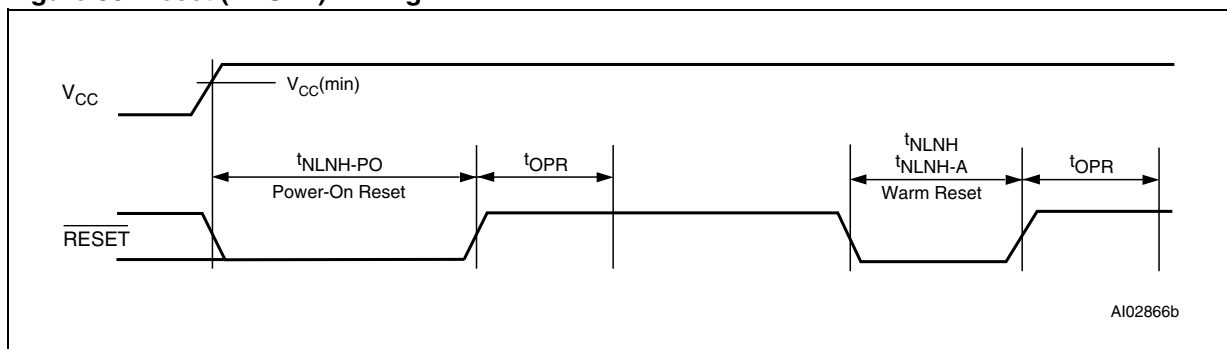 V_CC
V_CC(min)
t_NLNH-PO
Power-On Reset
t_OPR
t_NLNH
t_NLNH-A
Warm Reset
t_OPR
RESET
AI02866b